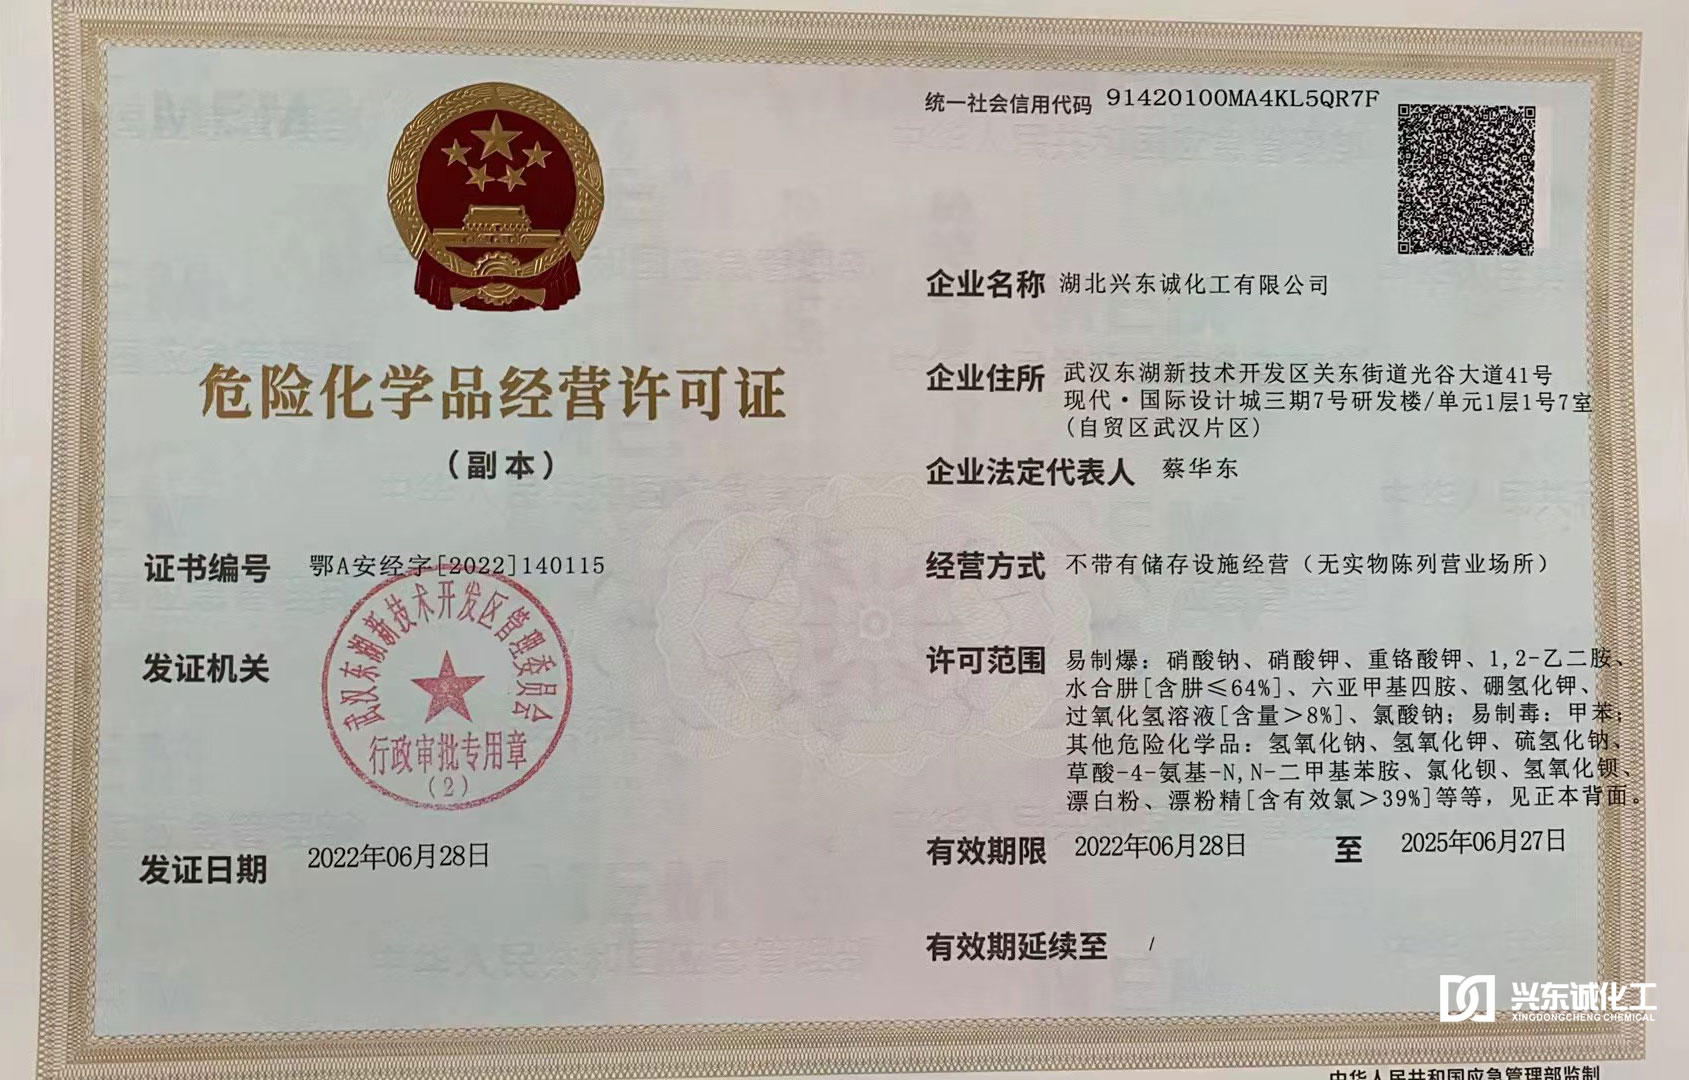 统一社会信用代码 91420100MA4KL5QR7F
危险化学品经营许可证
（副本）
证书编号 鄂A安经字[2022]140115
发证机关
武汉东湖新技术开发区管理委员会
行政审批专用章
(2)
发证日期 2022年06月28日
企业名称 湖北兴东诚化工有限公司
企业住所 武汉东湖新技术开发区关东街道光谷大道41号
现代·国际设计城三期7号研发楼/单元1层1号7室
(自贸区武汉片区)
企业法定代表人 蔡华东
经营方式 不带有储存设施经营（无实物陈列营业场所）
许可范围 易制爆：硝酸钠、硝酸钾、重铬酸钾、1,2-乙二胺、
水合肼[含肼≤64%]、六亚甲基四胺、硼氢化钾、
过氧化氢溶液[含量＞8%]、氯酸钠；易制毒：甲苯；
其他危险化学品：氢氧化钠、氢氧化钾、硫氢化钠、
草酸-4-氨基-N,N-二甲基苯胺、氯化钡、氢氧化钡、
漂白粉、漂粉精[含有效氯＞39%]等等，见正本背面。
有效期限 2022年06月28日 至 2025年06月27日
有效期延续至 /
兴东诚化工
XINGDONGCHENG CHEMICAL
中华人民共和国应急管理部监制